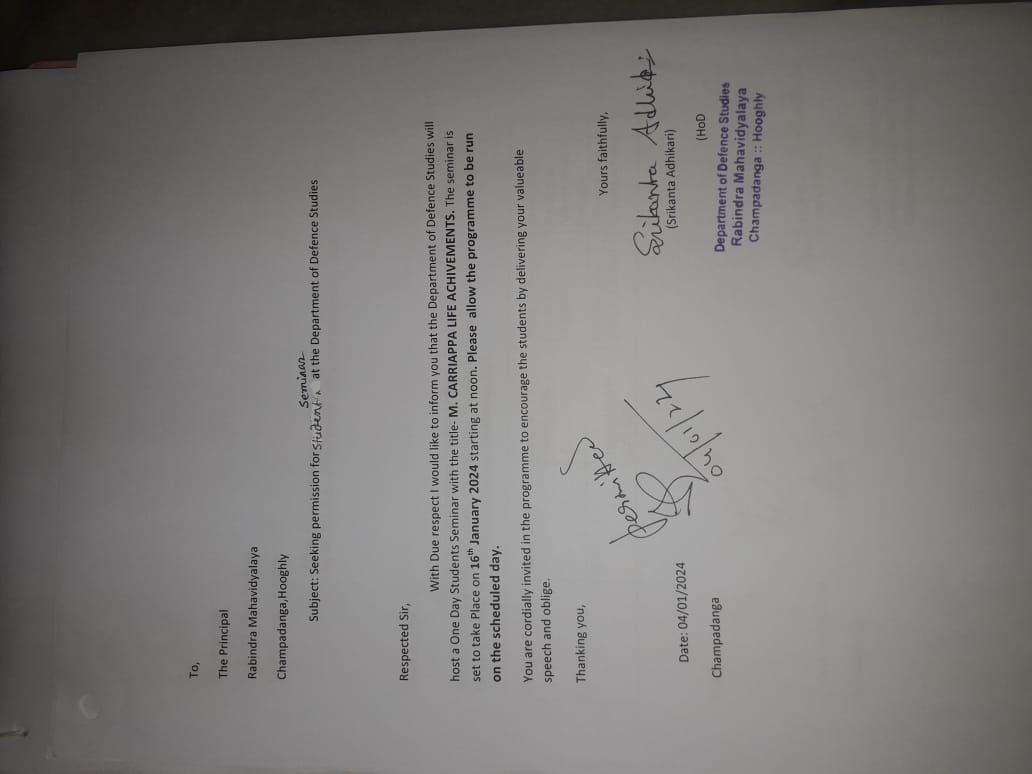 To,
The Principal
Rabindra Mahavidyalaya
Champadanga,Hooghly
Subject: Seeking permission for Student Seminar at the Department of Defence Studies
Respected Sir,
With Due respect I would like to inform you that the Department of Defence Studies will
host a One Day Students Seminar with the title- M. CARRIAPPA LIFE ACHIVEMENTS. The seminar is
set to take Place on 16th January 2024 starting at noon. Please allow the programme to be run
on the scheduled day.
You are cordially invited in the programme to encourage the students by delivering your valueable
speech and oblige.
Thanking you,
Yours faithfully,
Srikanta Adhikari
(Srikanta Adhikari)
(HoD
Department of Defence Studies
Rabindra Mahavidyalaya
Champadanga :: Hooghly
04/01/24
Date: 04/01/2024
Champadanga